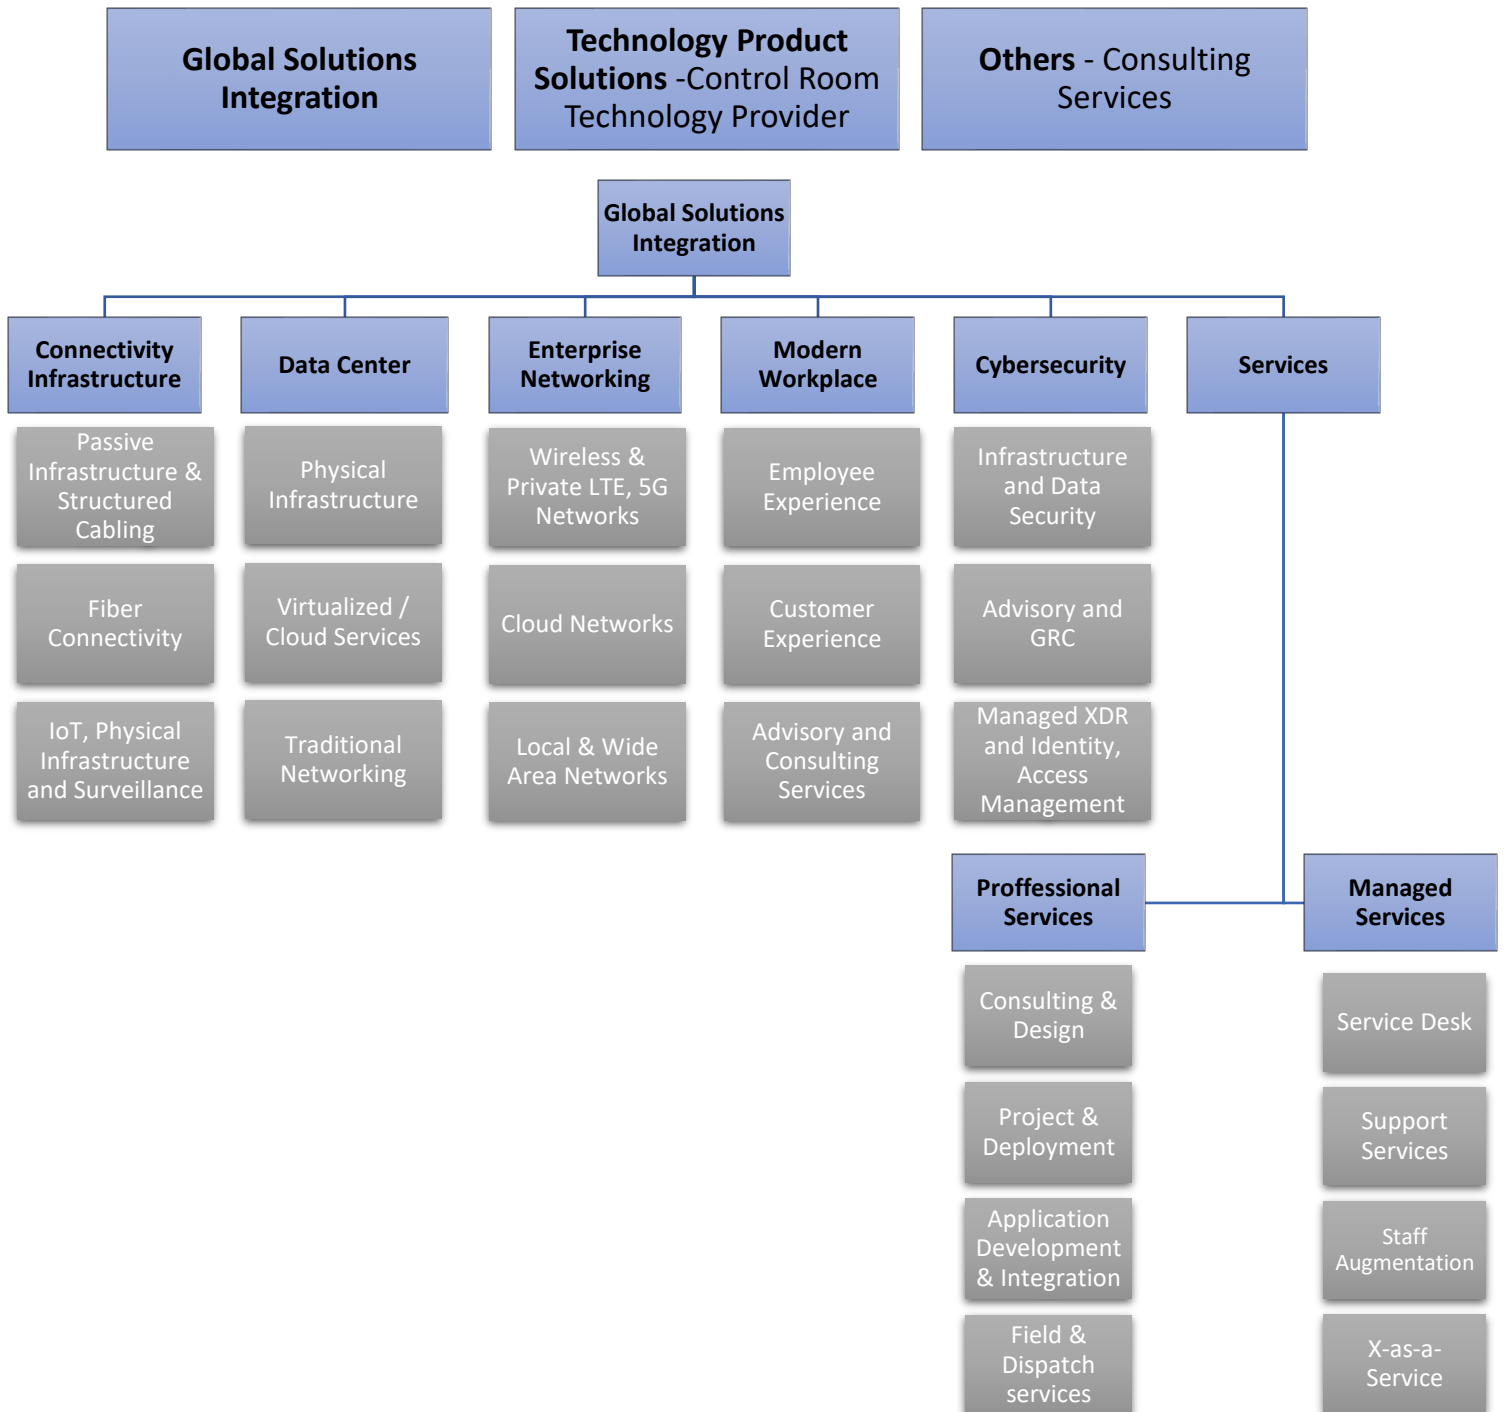 Global Solutions
Integration
Technology Product
Solutions -Control Room
Technology Provider
Others - Consulting
Services
Global Solutions
Integration
Connectivity
Infrastructure
Data Center
Enterprise
Networking
Modern
Workplace
Cybersecurity
Services
Passive
Infrastructure &
Structured
Cabling
Physical
Infrastructure
Wireless &
Private LTE, 5G
Networks
Employee
Experience
Infrastructure
and Data
Security
Fiber
Connectivity
Virtualized /
Cloud Services
Cloud Networks
Customer
Experience
Advisory and
GRC
IoT, Physical
Infrastructure
and Surveillance
Traditional
Networking
Local & Wide
Area Networks
Advisory and
Consulting
Services
Managed XDR
and Identity,
Access
Management
Proffessional
Services
Managed
Services
Consulting &
Design
Service Desk
Project &
Deployment
Support
Services
Application
Development
& Integration
Staff
Augmentation
Field &
Dispatch
services
X-as-a-
Service